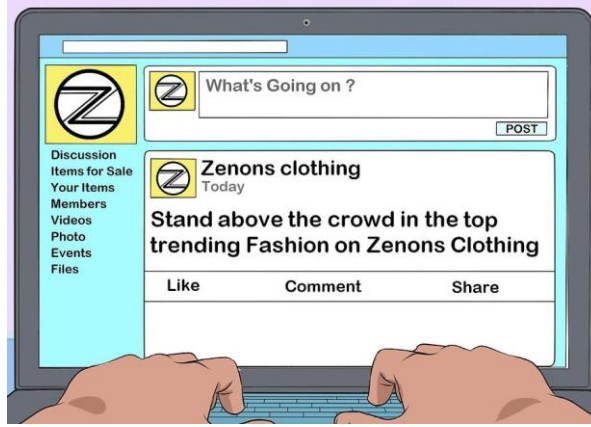 What's Going on ?
POST
Discussion
Items for Sale
Your Items
Members
Videos
Photo
Events
Files
Zenons clothing
Today
Stand above the crowd in the top
trending Fashion on Zenons Clothing
Like Comment Share